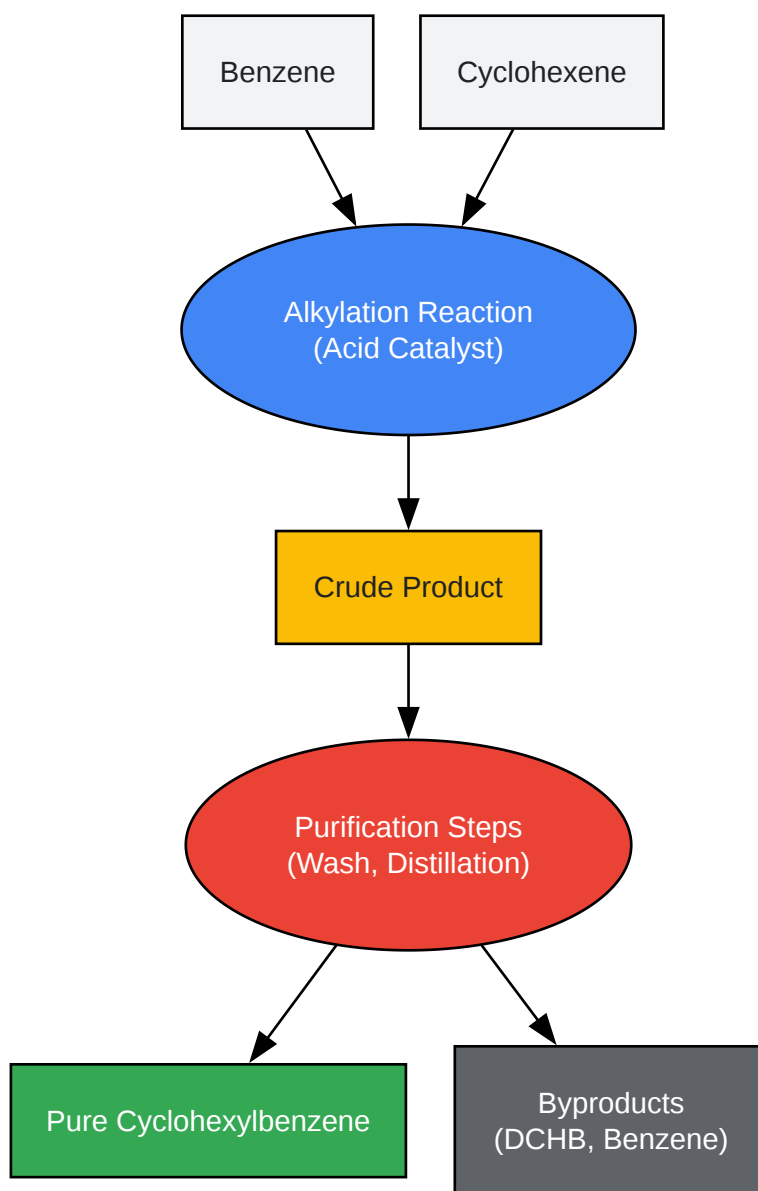 Benzene
Cyclohexene
Alkylation Reaction
(Acid Catalyst)
Crude Product
Purification Steps
(Wash, Distillation)
Pure Cyclohexylbenzene
Byproducts
(DCHB, Benzene)